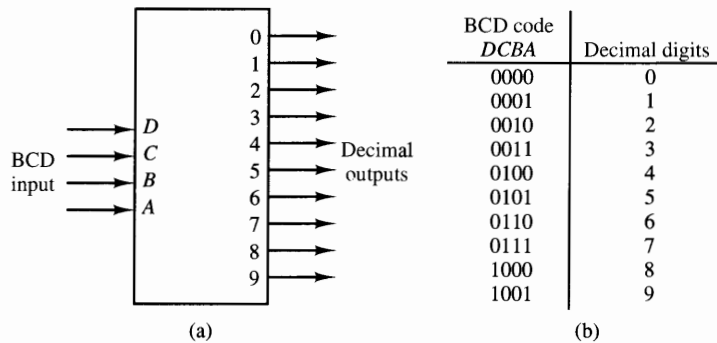 0
1
2
3
4
5
6
7
8
9
D
C
B
A
BCD
input
Decimal
outputs
(a)
BCD code
DCBA Decimal digits
0000 0
0001 1
0010 2
0011 3
0100 4
0101 5
0110 6
0111 7
1000 8
1001 9
(b)